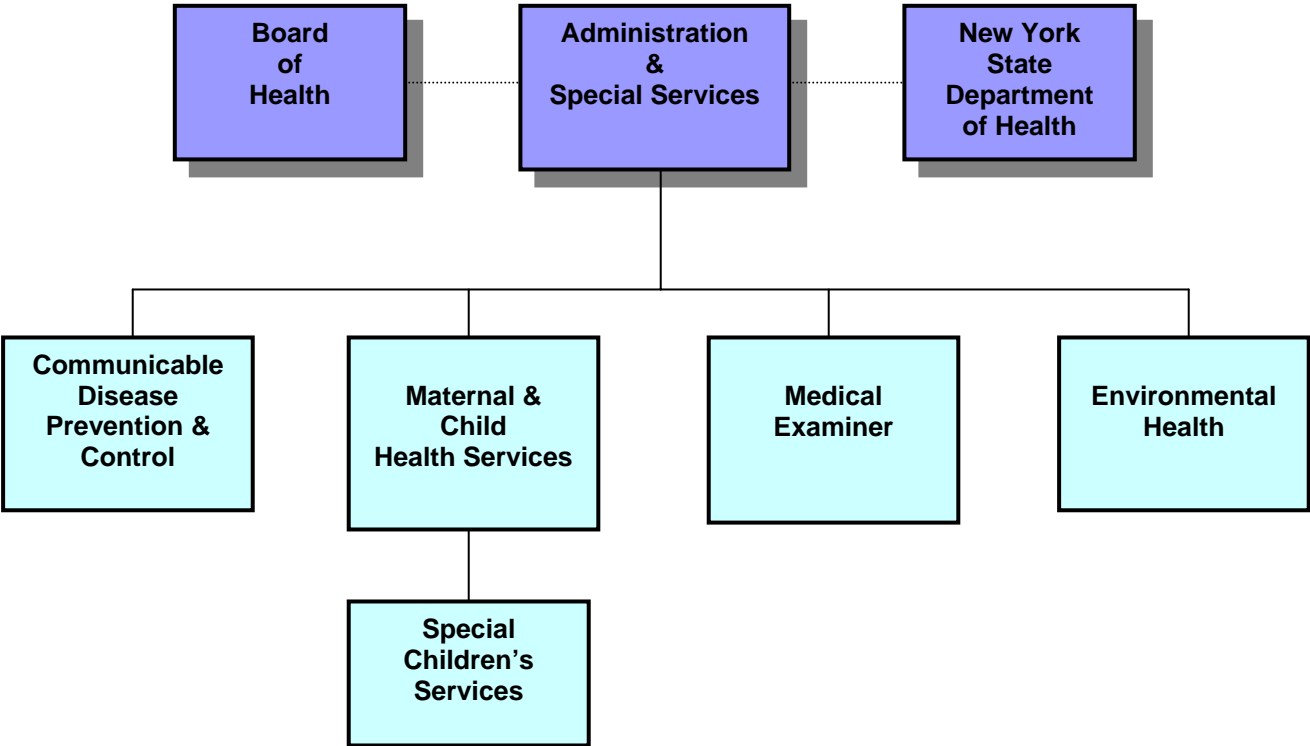 Board
of
Health
Administration
&
Special Services
New York
State
Department
of Health
Communicable
Disease
Prevention &
Control
Maternal &
Child
Health Services
Medical
Examiner
Environmental
Health
Special
Children’s
Services